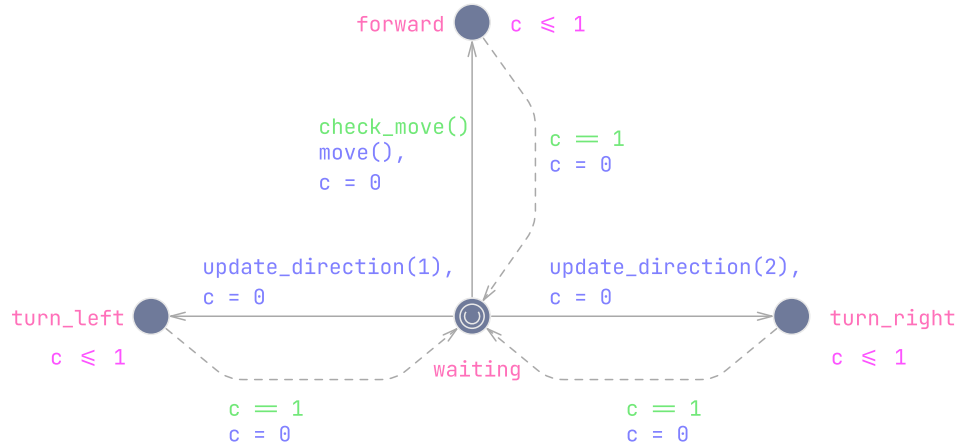 forward
c <= 1
check_move()
move(),
c = 0
c == 1
c = 0
update_direction(1),
c = 0
update_direction(2),
c = 0
turn_left
c <= 1
waiting
turn_right
c <= 1
c == 1
c = 0
c == 1
c = 0